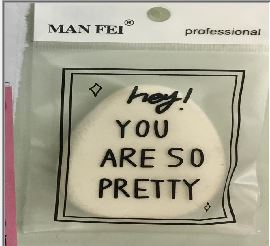 MAN FEI®
professional
hey!
YOU
ARE SO
PRETTY